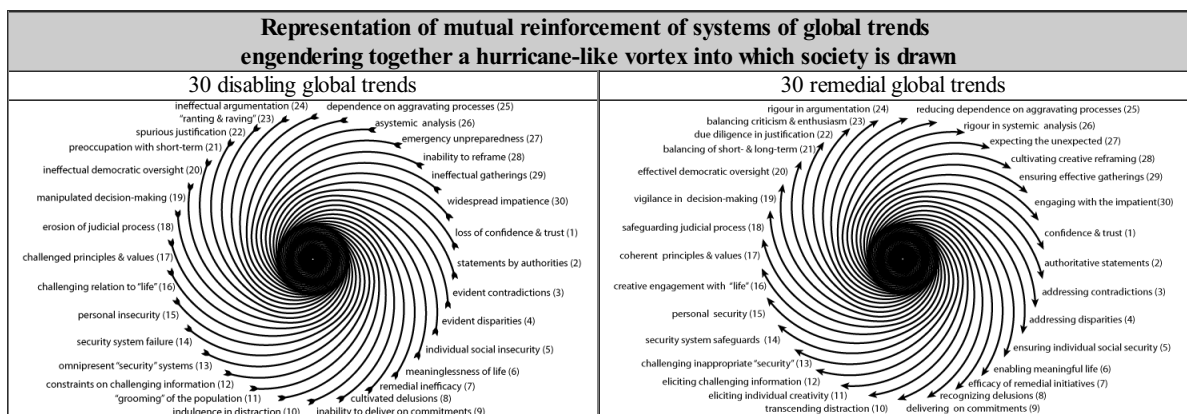 Representation of mutual reinforcement of systems of global trends
engendering together a hurricane-like vortex into which society is drawn
30 disabling global trends
ineffectual argumentation (24)
"ranting & raving" (23)
spurious justification (22)
preoccupation with short-term (21)
ineffectual democratic oversight (20)
manipulated decision-making (19)
erosion of judicial process (18)
challenged principles & values (17)
challenging relation to "life" (16)
personal insecurity (15)
security system failure (14)
omnipresent "security" systems (13)
constraints on challenging information (12)
"grooming" of the population (11)
indulgence in distraction (10)
dependence on aggravating processes (25)
asystemic analysis (26)
emergency unpreparedness (27)
inability to reframe (28)
ineffectual gatherings (29)
widespread impatience (30)
loss of confidence & trust (1)
statements by authorities (2)
evident contradictions (3)
evident disparities (4)
individual social insecurity (5)
meaninglessness of life (6)
remedial inefficacy (7)
cultivated delusions (8)
inability to deliver on commitments (9)
30 remedial global trends
rigour in argumentation (24)
balancing criticism & enthusiasm (23)
due diligence in justification (22)
balancing of short- & long-term (21)
effectivel democratic oversight (20)
vigilance in decision-making (19)
safeguarding judicial process (18)
coherent principles & values (17)
creative engagement with "life" (16)
personal security (15)
security system safeguards (14)
challenging inappropriate "security" (13)
eliciting challenging information (12)
eliciting individual creativity (11)
transcending distraction (10)
reducing dependence on aggravating processes (25)
rigour in systemic analysis (26)
expecting the unexpected (27)
cultivating creative reframing (28)
ensuring effective gatherings (29)
engaging with the impatient(30)
confidence & trust (1)
authoritative statements (2)
addressing contradictions (3)
addressing disparities (4)
ensuring individual social security (5)
enabling meaningful life (6)
efficacy of remedial initiatives (7)
recognizing delusions (8)
delivering on commitments (9)